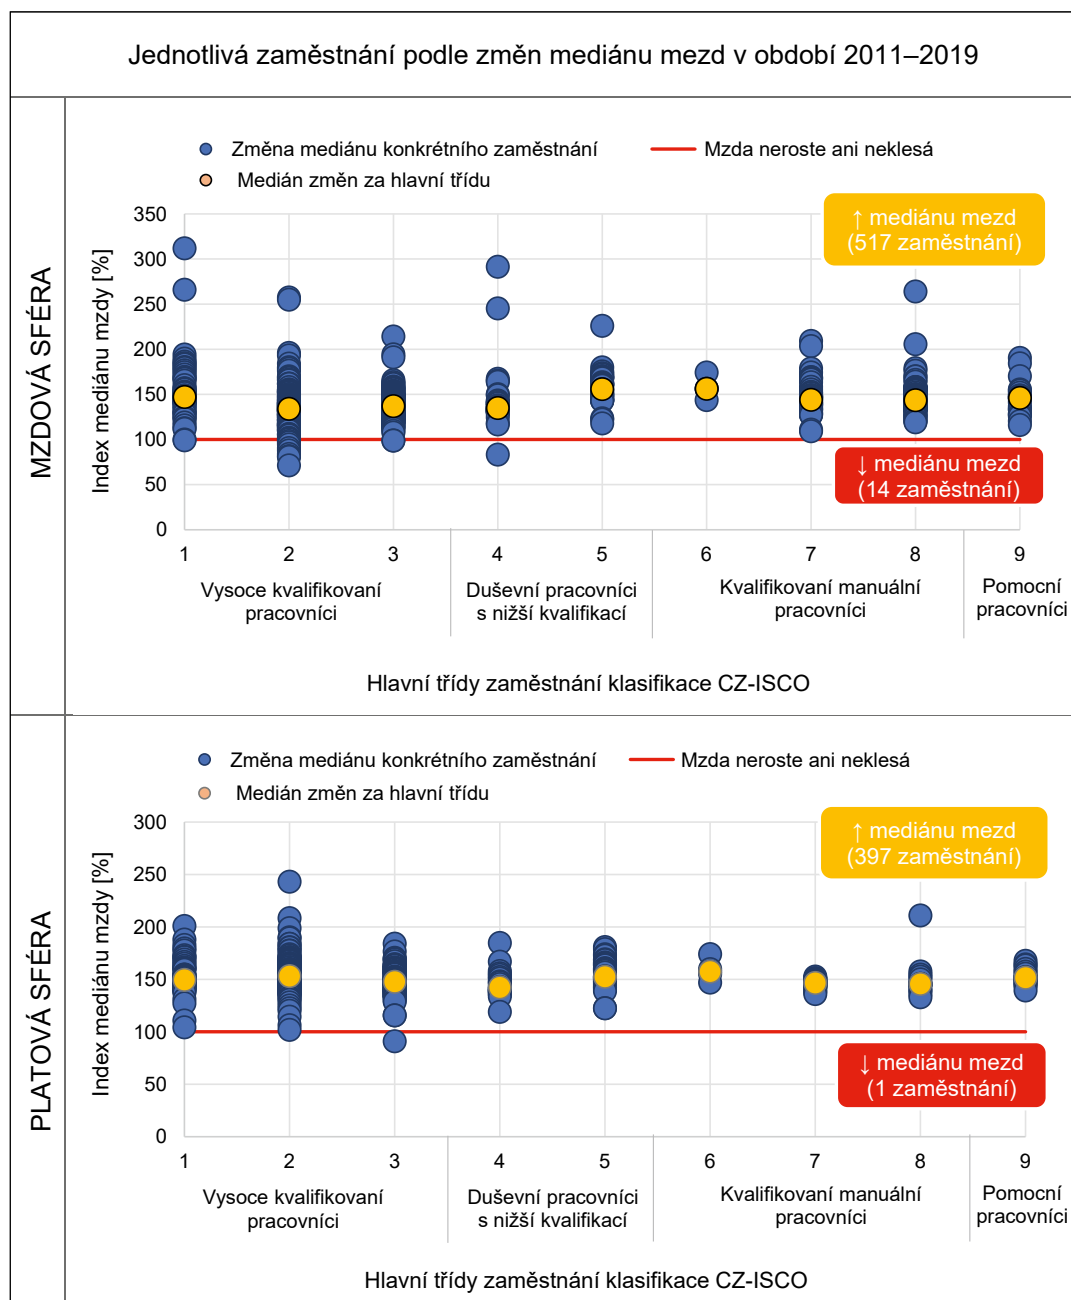 Jednotlivá zaměstnání podle změn mediánu mezd v období 2011–2019
MZDOVÁ SFÉRA
Změna mediánu konkrétního zaměstnání
Mzda neroste ani neklesá
Medián změn za hlavní třídu
↑ mediánu mezd
(517 zaměstnání)
Index mediánu mzdy [%]
350
300
250
200
150
100
50
0
↓ mediánu mezd
(14 zaměstnání)
1 2 3 4 5 6 7 8 9
Vysoce kvalifikovaní
pracovníci
Duševní pracovníci
s nižší kvalifikací
Kvalifikovaní manuální
pracovníci
Pomocní
pracovníci
Hlavní třídy zaměstnání klasifikace CZ-ISCO
PLATOVÁ SFÉRA
Změna mediánu konkrétního zaměstnání
Mzda neroste ani neklesá
Medián změn za hlavní třídu
↑ mediánu mezd
(397 zaměstnání)
Index mediánu mzdy [%]
300
250
200
150
100
50
0
↓ mediánu mezd
(1 zaměstnání)
1 2 3 4 5 6 7 8 9
Vysoce kvalifikovaní
pracovníci
Duševní pracovníci
s nižší kvalifikací
Kvalifikovaní manuální
pracovníci
Pomocní
pracovníci
Hlavní třídy zaměstnání klasifikace CZ-ISCO